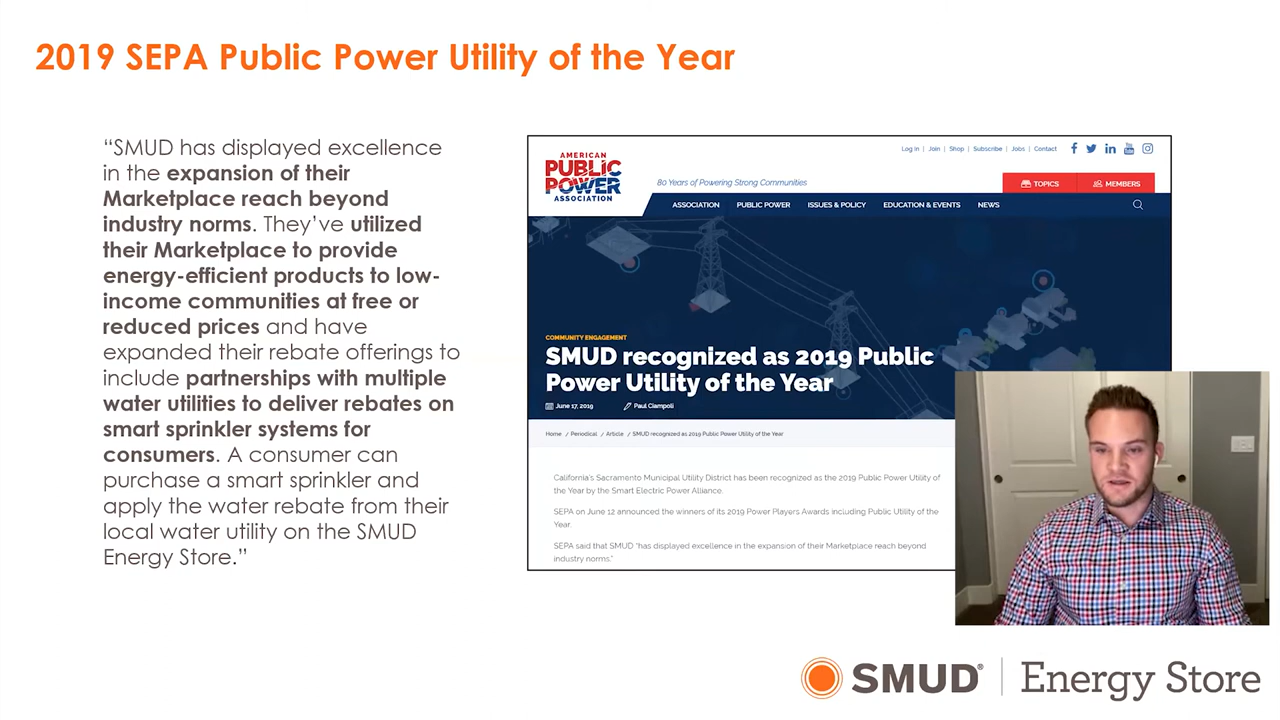 2019 SEPA Public Power Utility of the Year
“SMUD has displayed excellence
in the expansion of their
Marketplace reach beyond
industry norms. They’ve utilized
their Marketplace to provide
energy-efficient products to low-
income communities at free or
reduced prices and have
expanded their rebate offerings to
include partnerships with multiple
water utilities to deliver rebates on
smart sprinkler systems for
consumers. A consumer can
purchase a smart sprinkler and
apply the water rebate from their
local water utility on the SMUD
Energy Store.”
Log in | Join | Shop | Subscribe | Jobs | Contact
AMERICAN
PUBLIC
POWER
ASSOCIATION
80 Years of Powering Strong Communities
TOPICS MEMBERS
ASSOCIATION PUBLIC POWER ISSUES & POLICY EDUCATION & EVENTS NEWS
COMMUNITY ENGAGEMENT
SMUD recognized as 2019 Public
Power Utility of the Year
June 17, 2019 Paul Ciampoli
Home / Periodical / Article / SMUD recognized as 2019 Public Power Utility of the Year
California's Sacramento Municipal Utility District has been recognized as the 2019 Public Power Utility of
the Year by the Smart Electric Power Alliance.
SEPA on June 12 announced the winners of its 2019 Power Players Awards including Public Utility of the
Year.
SEPA said that SMUD "has displayed excellence in the expansion of their Marketplace reach beyond
industry norms."
SMUD® | Energy Store